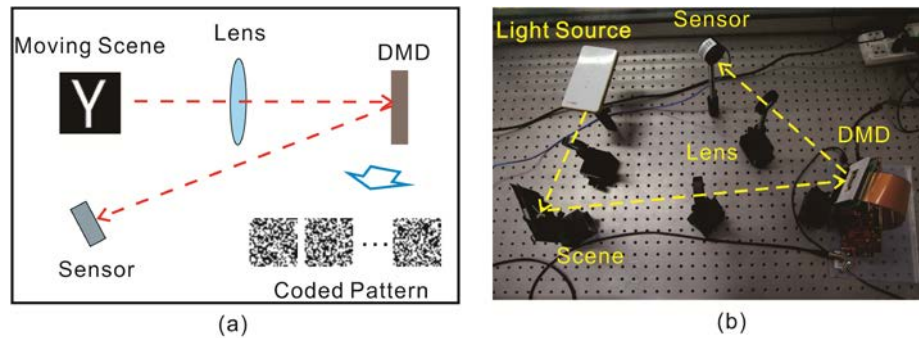 Moving Scene
Lens
DMD
Y
Sensor
...
Coded Pattern
(a)
Light Source
Sensor
DMD
Lens
Scene
(b)